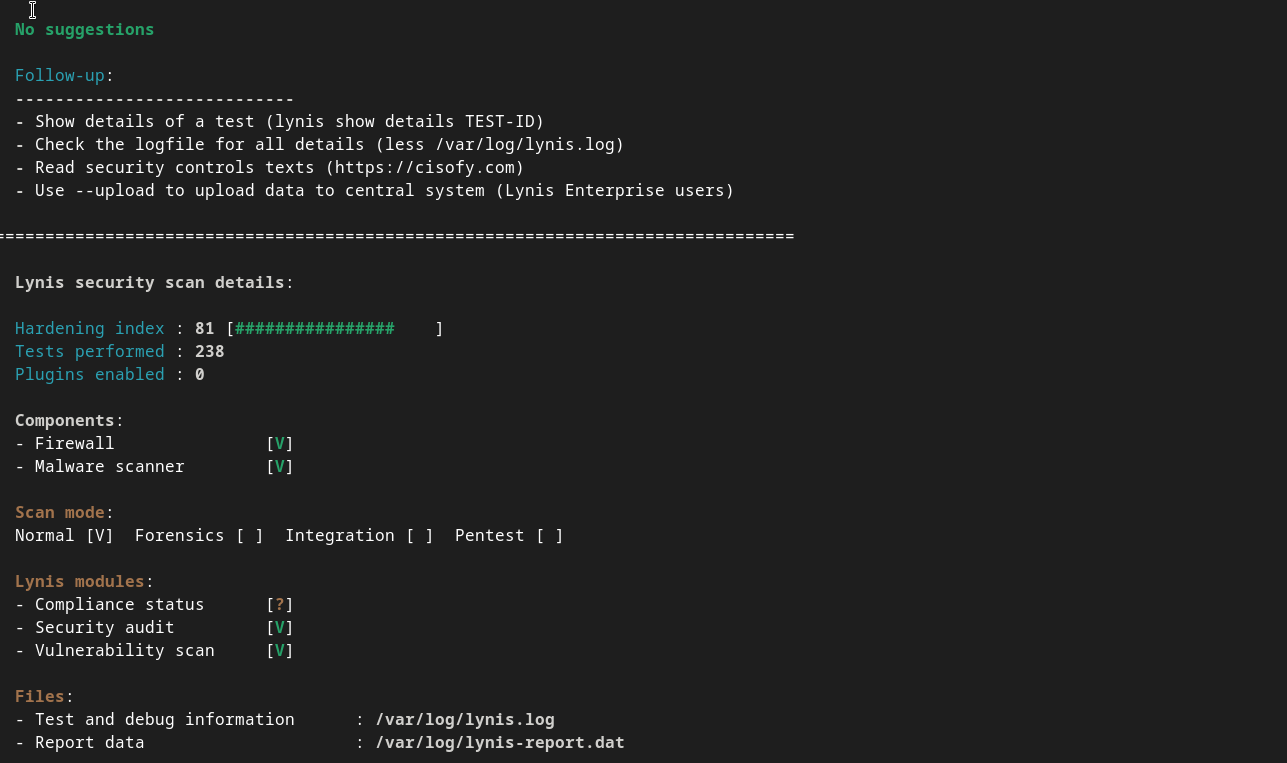 No suggestions
Follow-up:
----------------------------
- Show details of a test (lynis show details TEST-ID)
- Check the logfile for all details (less /var/log/lynis.log)
- Read security controls texts (https://cisofy.com)
- Use --upload to upload data to central system (Lynis Enterprise users)
================================================================================
Lynis security scan details:
Hardening index : 81 [################    ]
Tests performed : 238
Plugins enabled : 0
Components:
- Firewall               [V]
- Malware scanner        [V]
Scan mode:
Normal [V]  Forensics [ ]  Integration [ ]  Pentest [ ]
Lynis modules:
- Compliance status      [?]
- Security audit         [V]
- Vulnerability scan     [V]
Files:
- Test and debug information      : /var/log/lynis.log
- Report data                     : /var/log/lynis-report.dat